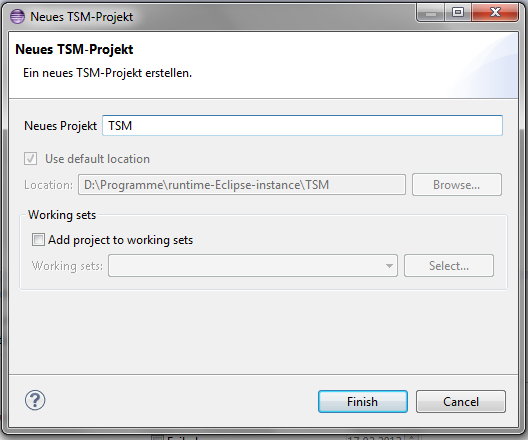 Neues TSM-Projekt
Neues TSM-Projekt
Ein neues TSM-Projekt erstellen.
Neues Projekt TSM
Use default location
Location: D:\Programme\runtime-Eclipse-instance\TSM Browse...
Working sets
Add project to working sets
Working sets: Select...
? Finish Cancel